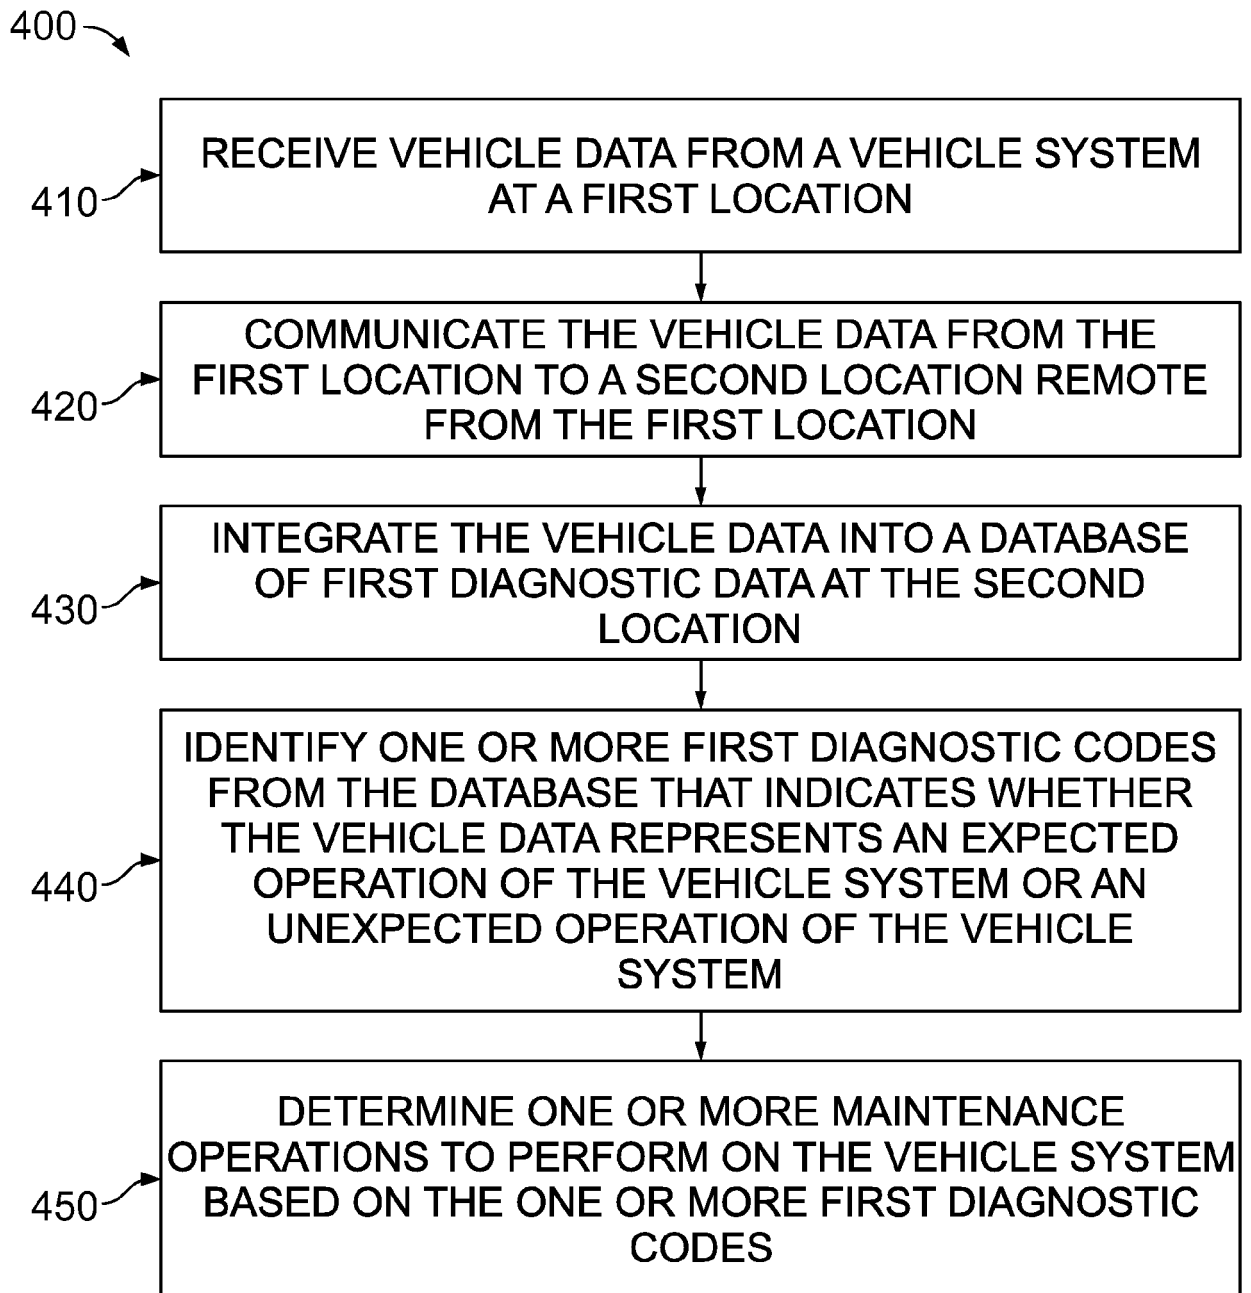 400
RECEIVE VEHICLE DATA FROM A VEHICLE SYSTEM
AT A FIRST LOCATION
410
COMMUNICATE THE VEHICLE DATA FROM THE
FIRST LOCATION TO A SECOND LOCATION REMOTE
FROM THE FIRST LOCATION
420
INTEGRATE THE VEHICLE DATA INTO A DATABASE
OF FIRST DIAGNOSTIC DATA AT THE SECOND
LOCATION
430
IDENTIFY ONE OR MORE FIRST DIAGNOSTIC CODES
FROM THE DATABASE THAT INDICATES WHETHER
THE VEHICLE DATA REPRESENTS AN EXPECTED
OPERATION OF THE VEHICLE SYSTEM OR AN
UNEXPECTED OPERATION OF THE VEHICLE
SYSTEM
440
DETERMINE ONE OR MORE MAINTENANCE
OPERATIONS TO PERFORM ON THE VEHICLE SYSTEM
BASED ON THE ONE OR MORE FIRST DIAGNOSTIC
CODES
450